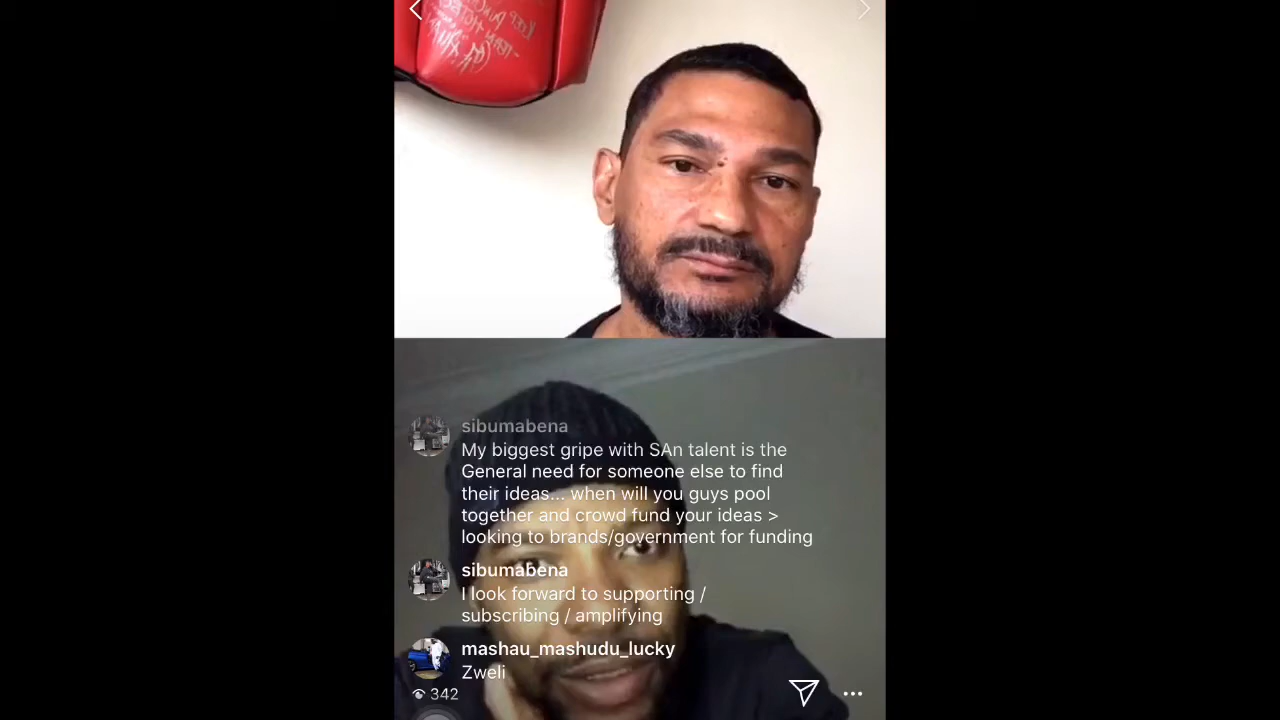 KEEP PUNCH
sibumabena
My biggest gripe with SAn talent is the
General need for someone else to find
their ideas... when will you guys pool
together and crowd fund your ideas >
looking to brands/government for funding
sibumabena
I look forward to supporting /
subscribing / amplifying
mashau_mashudu_lucky
Zweli
342